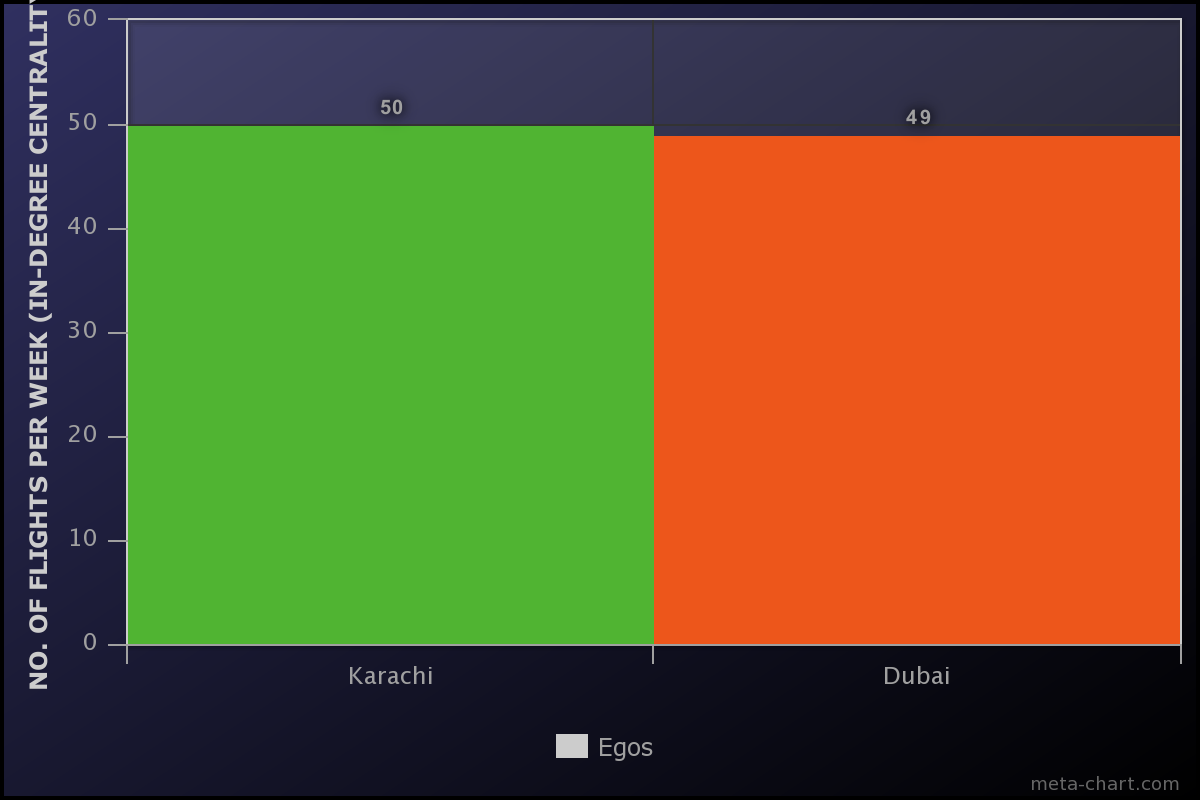 NO. OF FLIGHTS PER WEEK (IN-DEGREE CENTRALITY
60
50
40
30
20
10
0
50
49
Karachi
Dubai
Egos
meta-chart.com